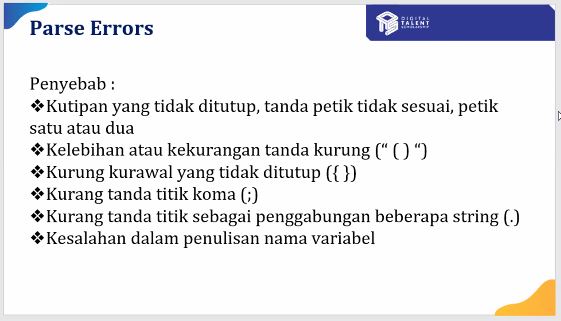 Parse Errors
DIGITAL
TALENT
SCHOLARSHIP
Penyebab :
❖Kutipan yang tidak ditutup, tanda petik tidak sesuai, petik
satu atau dua
❖Kelebihan atau kekurangan tanda kurung (“ ( ) “)
❖Kurung kurawal yang tidak ditutup ({ })
❖Kurang tanda titik koma (;)
❖Kurang tanda titik sebagai penggabungan beberapa string (.)
❖Kesalahan dalam penulisan nama variabel